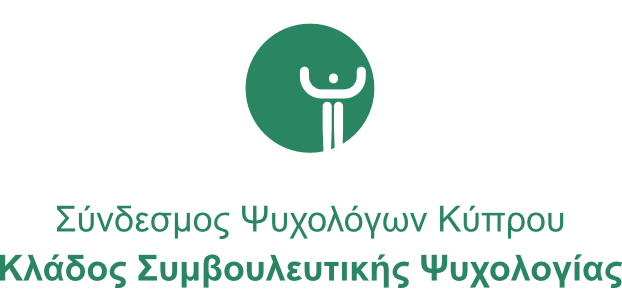 Σύνδεσμος Ψυχολόγων Κύπρου
Κλάδος Συμβουλευτικής Ψυχολογίας